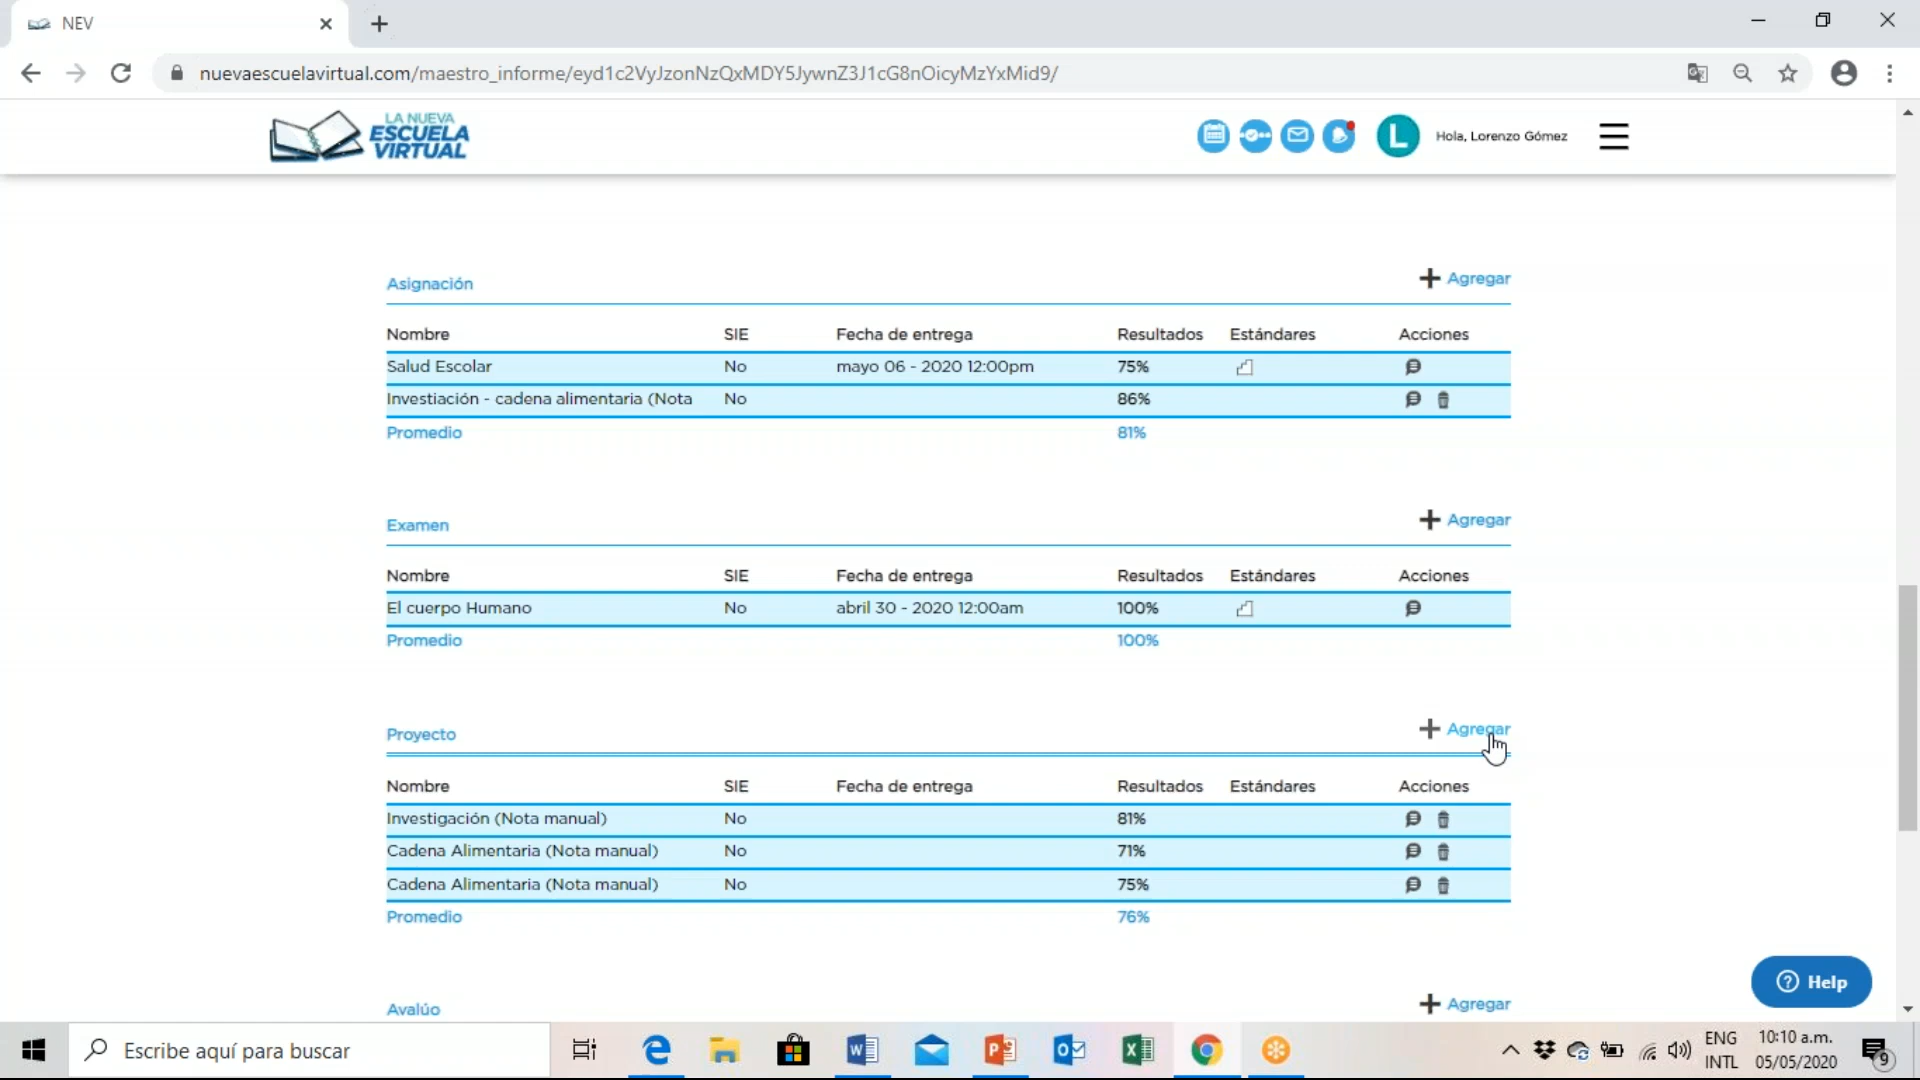 NEV
nuevaescuelavirtual.com/maestro_informe/eyd1c2VyJzonNzQxMDY5JywnZ3J1cG8nOicyMzYxMid9/
LA NUEVA
ESCUELA
VIRTUAL
L
Hola, Lorenzo Gómez
Asignación
Agregar
Nombre SIE Fecha de entrega Resultados Estándares Acciones
Salud Escolar No mayo 06 - 2020 12:00pm 75%
Investiación - cadena alimentaria (Nota No 86%
Promedio 81%
Examen
Agregar
Nombre SIE Fecha de entrega Resultados Estándares Acciones
El cuerpo Humano No abril 30 - 2020 12:00am 100%
Promedio 100%
Proyecto
Agregar
Nombre SIE Fecha de entrega Resultados Estándares Acciones
Investigación (Nota manual) No 81%
Cadena Alimentaria (Nota manual) No 71%
Cadena Alimentaria (Nota manual) No 75%
Promedio 76%
Avalúo
Agregar
Help
Escribe aquí para buscar
ENG
INTL
10:10 a.m.
05/05/2020
9